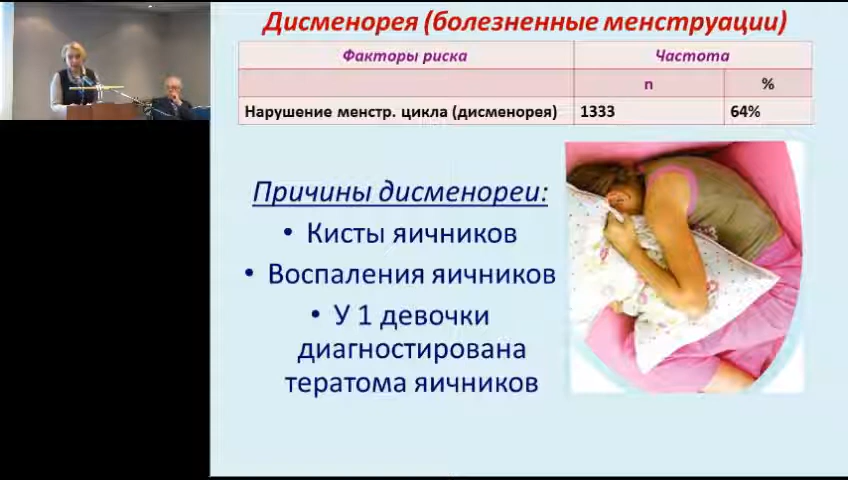 Дисменорея (болезненные менструации)
Факторы риска Частота
n %
Нарушение менстр. цикла (дисменорея) 1333 64%
Причины дисменореи:
• Кисты яичников
• Воспаления яичников
• У 1 девочки
диагностирована
тератома яичников